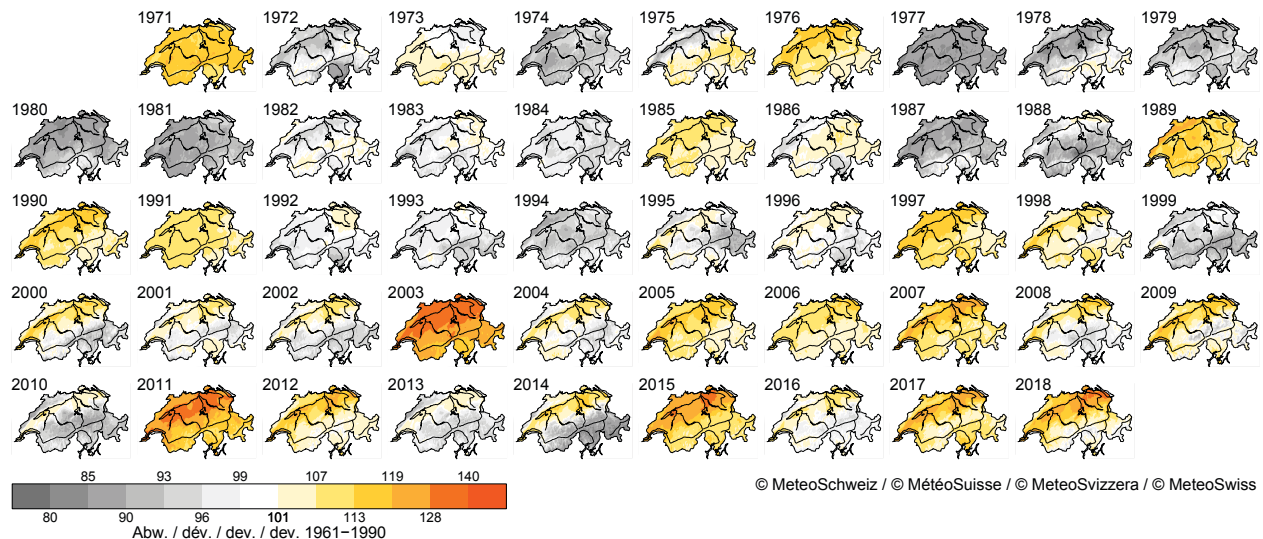 1971 1972 1973 1974 1975 1976 1977 1978 1979
1980 1981 1982 1983 1984 1985 1986 1987 1988 1989
1990 1991 1992 1993 1994 1995 1996 1997 1998 1999
2000 2001 2002 2003 2004 2005 2006 2007 2008 2009
2010 2011 2012 2013 2014 2015 2016 2017 2018
85 93 99 107 119 140
80 90 96 101 113 128
Abw. / dév. / dev. / dev. 1961−1990
© MeteoSchweiz / © MétéoSuisse / © MeteoSvizzera / © MeteoSwiss